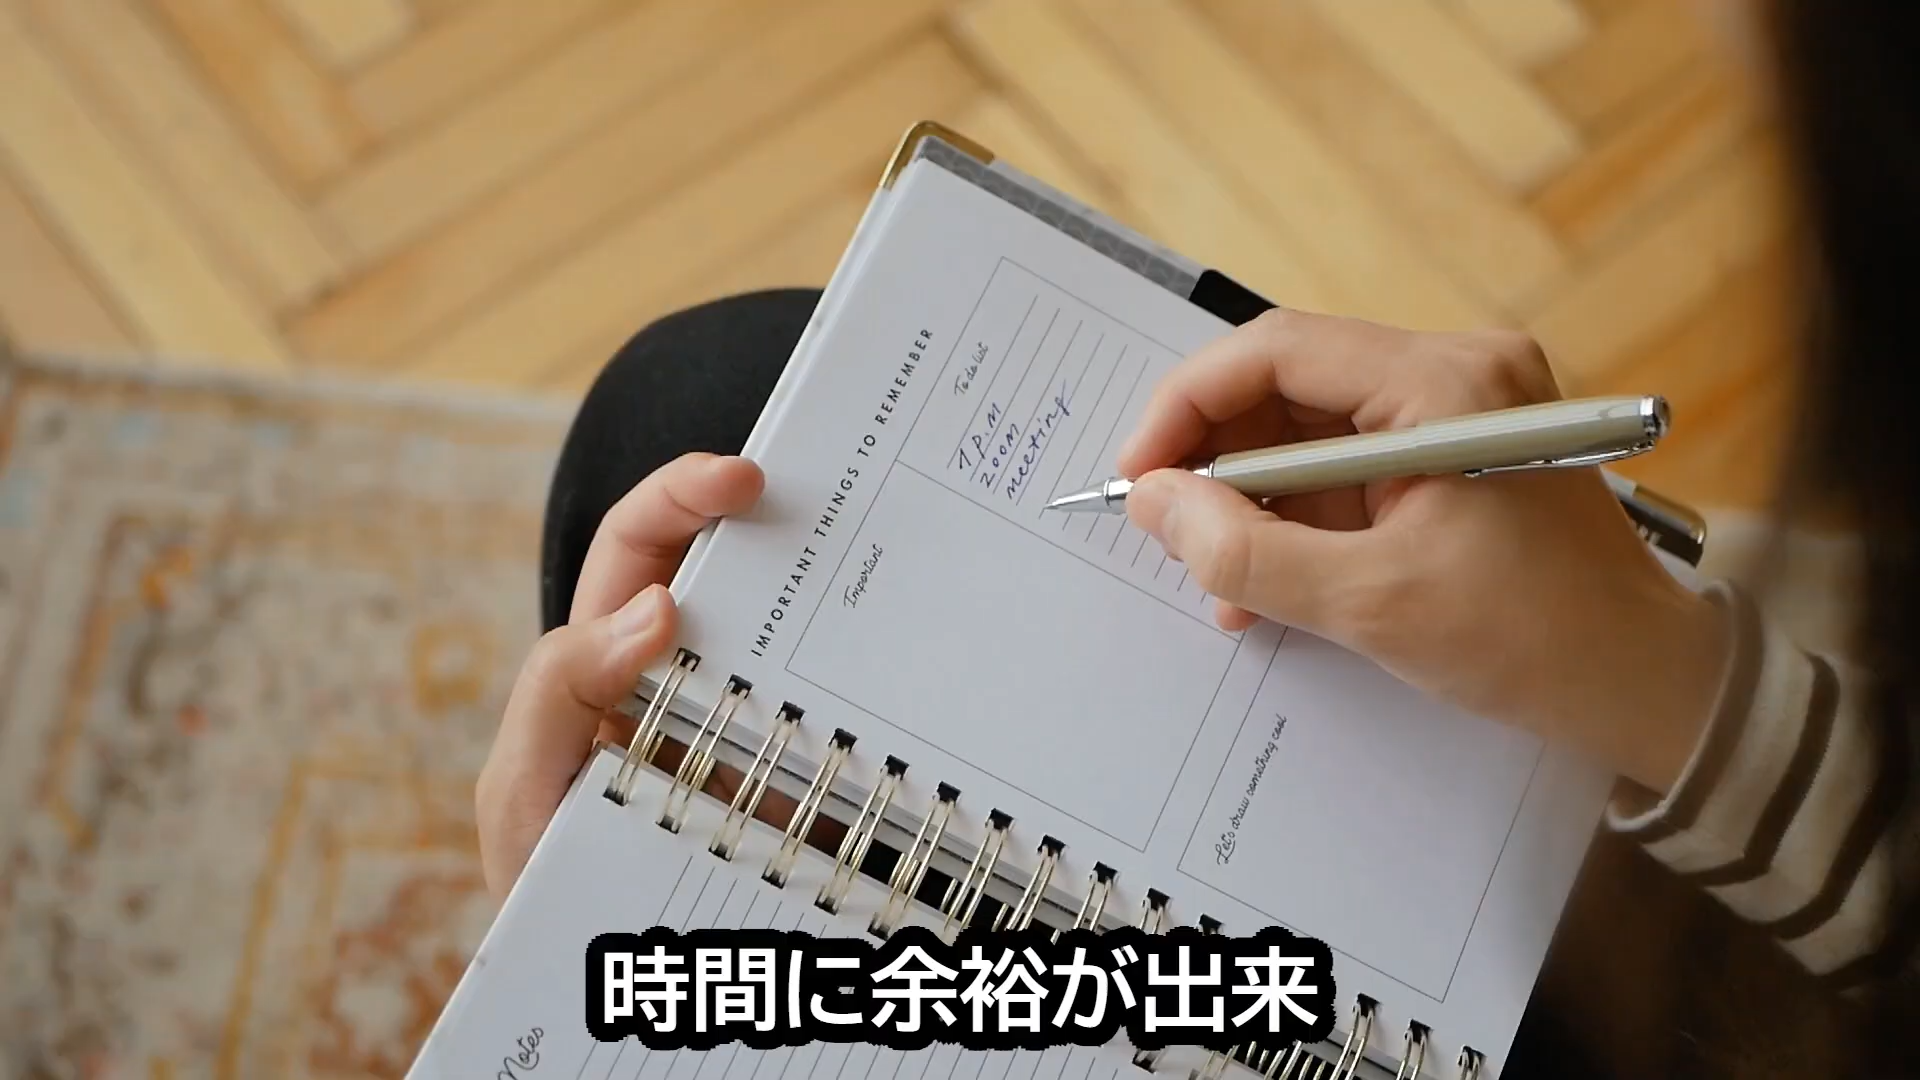 IMPORTANT THINGS TO REMEMBER
To do list
1 P.M
ZOOM
meeting
Important
Let's draw something cool
Notes
時間に余裕が出来